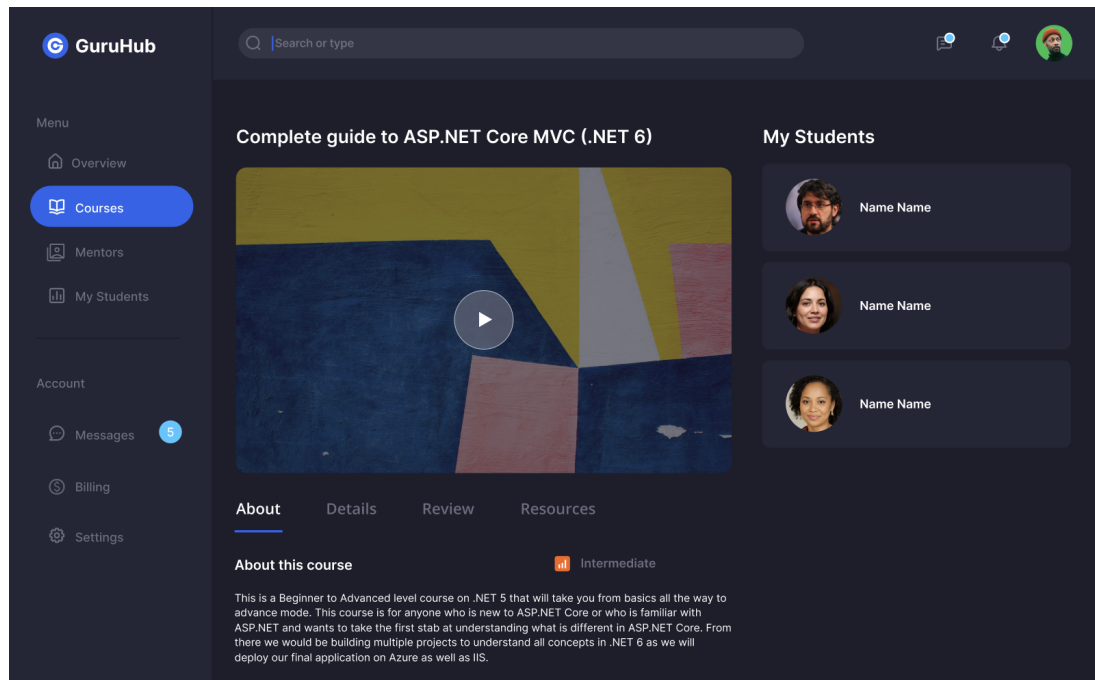 GuruHub
Search or type
Menu
Overview
Courses
Mentors
My Students
Account
Messages
5
Billing
Settings
Complete guide to ASP.NET Core MVC (.NET 6)
About
Details
Review
Resources
About this course
Intermediate
This is a Beginner to Advanced level course on .NET 5 that will take you from basics all the way to
advance mode. This course is for anyone who is new to ASP.NET Core or who is familiar with
ASP.NET and wants to take the first stab at understanding what is different in ASP.NET Core. From
there we would be building multiple projects to understand all concepts in .NET 6 as we will
deploy our final application on Azure as well as IIS.
My Students
Name Name
Name Name
Name Name